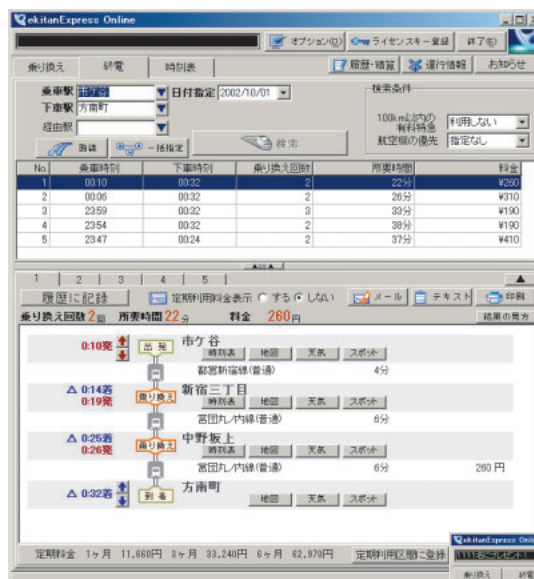 ekitanExpress Online
オプション(O) ライセンスキー登録 終了(E)
乗り換え 終電 時刻表 履歴・積算 運行情報 お知らせ
乗車駅 市ケ谷 日付指定 2002/10/01
下車駅 方南町
経由駅
検索条件
100km以内の有料特急 利用しない
航空機の優先 指定なし
路線 一括指定 検索
No. 乗車時刻 下車時刻 乗り換え回数 所要時間 料金
1 00:10 00:32 2 22分 ¥260
2 00:06 00:32 2 26分 ¥310
3 23:59 00:32 3 33分 ¥190
4 23:54 00:32 2 38分 ¥190
5 23:47 00:24 2 37分 ¥410
1 2 3 4 5
履歴に記録 定期利用料金表示 する しない メール テキスト 印刷
乗り換え回数 2回 所要時間 22分 料金 260円 結果の見方
0:10発 出発 市ケ谷
時刻表 地図 天気 スポット
都営新宿線(普通) 4分
△ 0:14着 0:19発 乗り換え 新宿三丁目
時刻表 地図 天気 スポット
営団丸ノ内線(普通) 6分
△ 0:25着 0:26発 乗り換え 中野坂上
時刻表 地図 天気 スポット
営団丸ノ内線(普通) 6分 260円
△ 0:32着 到着 方南町
地図 天気 スポット
定期料金 1ヶ月 11,660円 3ヶ月 33,240円 6ヶ月 62,970円 定期利用区間に登録
ekitanExpress Onli
乗り換え 終電